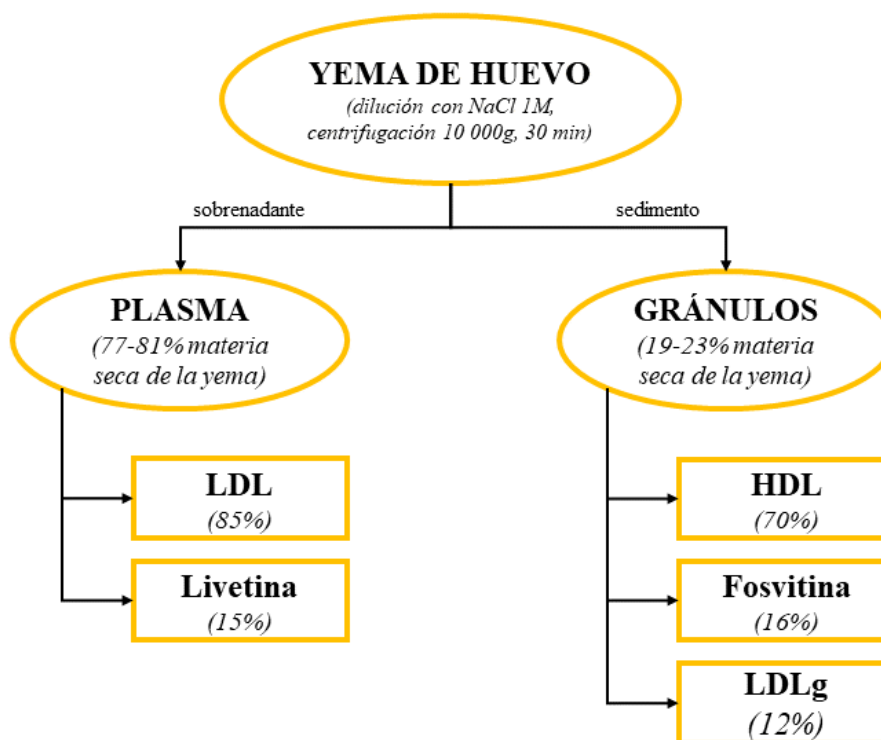 YEMA DE HUEVO
(dilución con NaCl 1M,
centrifugación 10 000g, 30 min)
sobrenadante
sedimento
PLASMA
(77-81% materia
seca de la yema)
GRÁNULOS
(19-23% materia
seca de la yema)
LDL
(85%)
Livetina
(15%)
HDL
(70%)
Fosvitina
(16%)
LDLg
(12%)